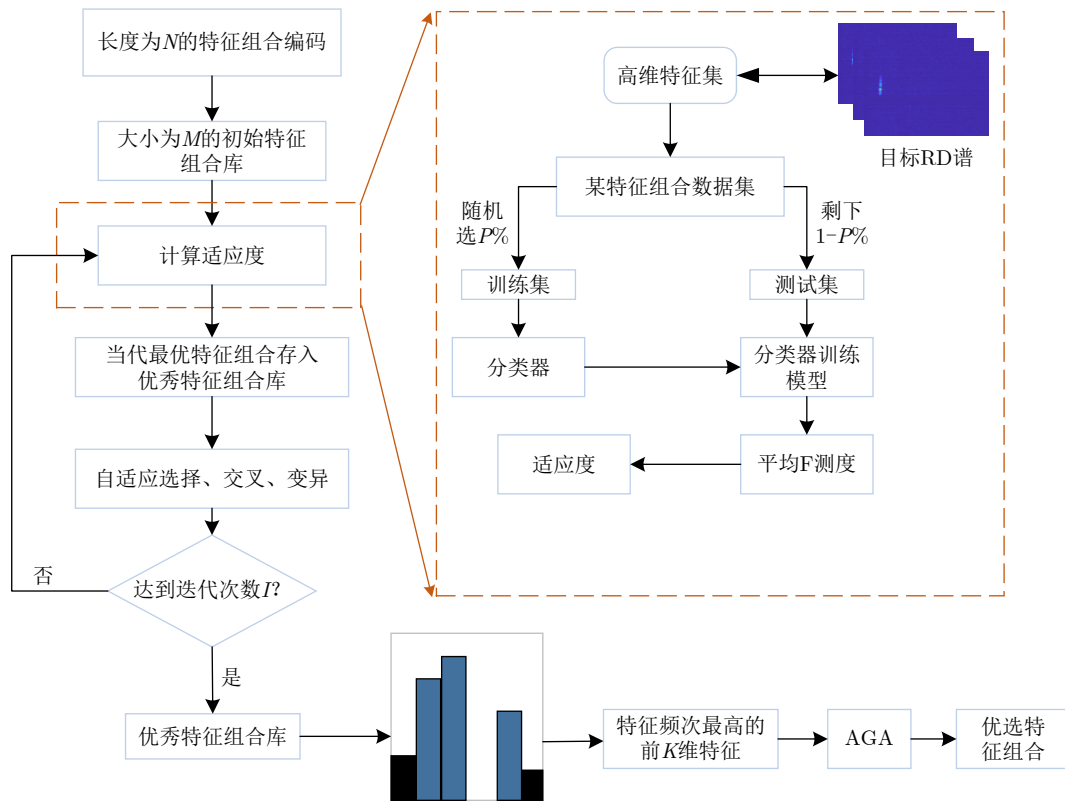 长度为N的特征组合编码
大小为M的初始特征
组合库
计算适应度
当代最优特征组合存入
优秀特征组合库
自适应选择、交叉、变异
达到迭代次数I?
否
是
优秀特征组合库
高维特征集
目标RD谱
某特征组合数据集
随机
选P%
剩下
1-P%
训练集
测试集
分类器
分类器训练
模型
适应度
平均F测度
特征频次最高的
前K维特征
AGA
优选特
征组合